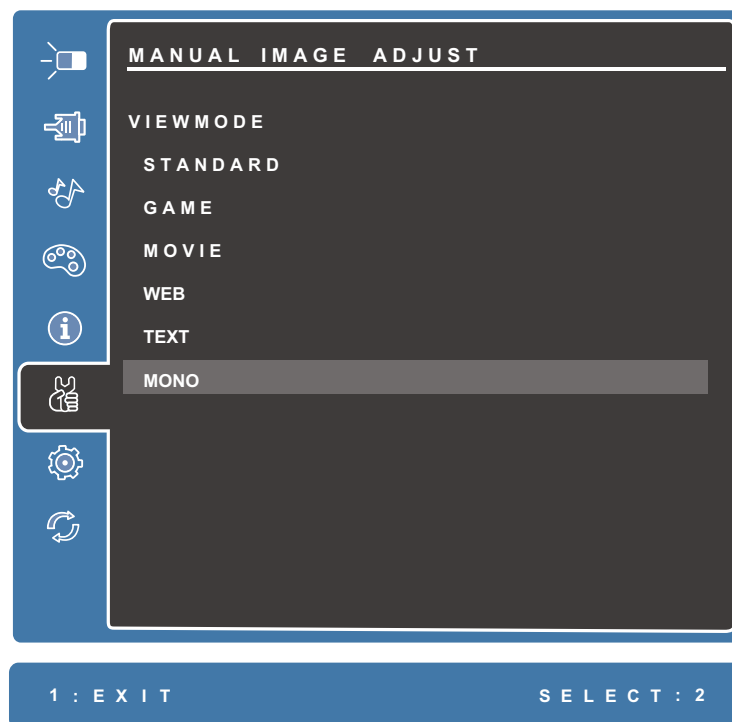 MANUAL IMAGE ADJUST
VIEWMODE
STANDARD
GAME
MOVIE
WEB
TEXT
MONO
1:EXIT SELECT:2